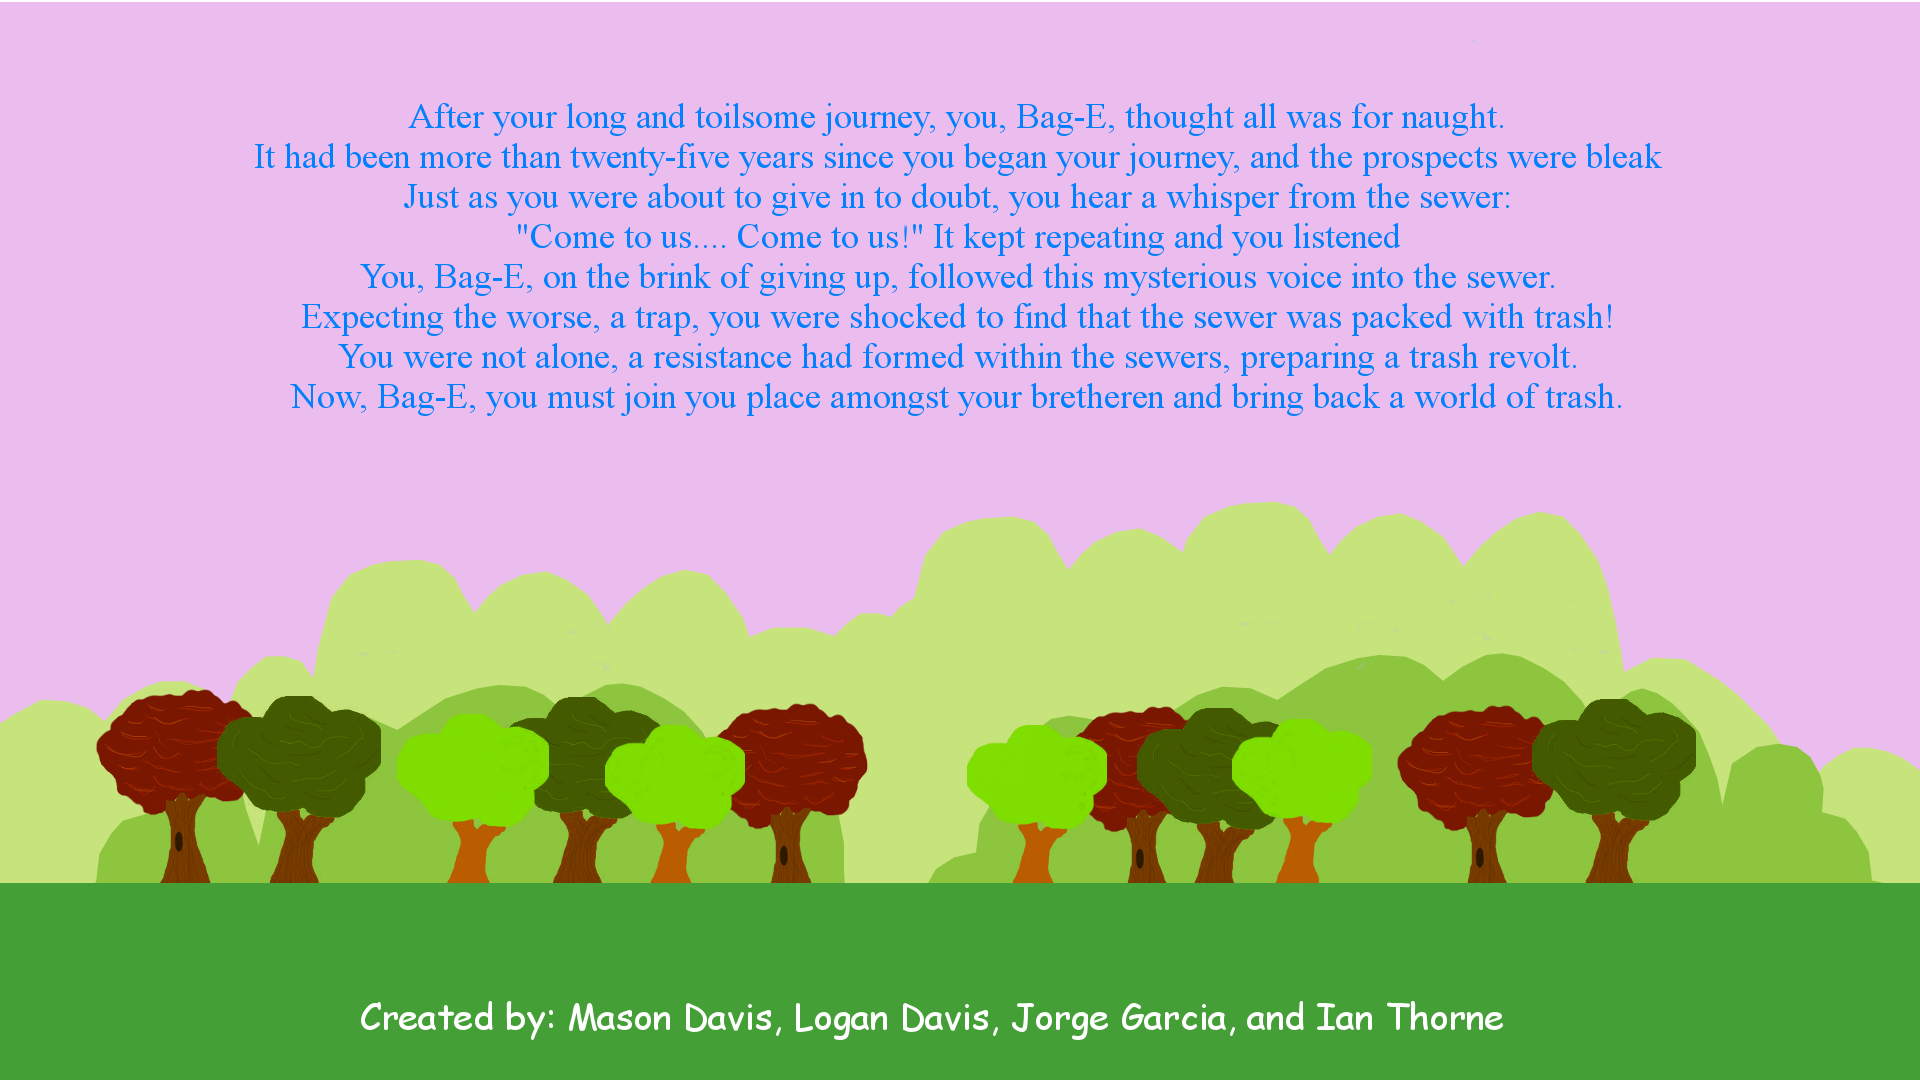 After your long and toilsome journey, you, Bag-E, thought all was for naught.
It had been more than twenty-five years since you began your journey, and the prospects were bleak
Just as you were about to give in to doubt, you hear a whisper from the sewer:
"Come to us.... Come to us!" It kept repeating and you listened
You, Bag-E, on the brink of giving up, followed this mysterious voice into the sewer.
Expecting the worse, a trap, you were shocked to find that the sewer was packed with trash!
You were not alone, a resistance had formed within the sewers, preparing a trash revolt.
Now, Bag-E, you must join you place amongst your bretheren and bring back a world of trash.
Created by: Mason Davis, Logan Davis, Jorge Garcia, and Ian Thorne